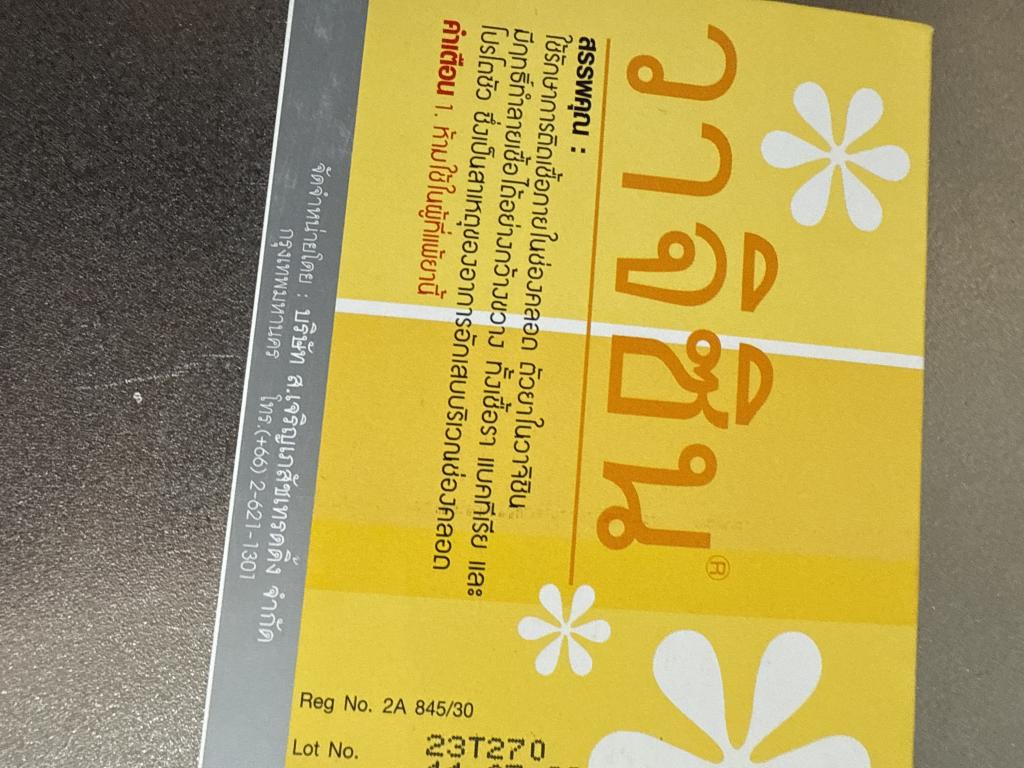 วาจิซิน®
สรรพคุณ :
ใช้รักษาการติดเชื้อภายในช่องคลอด ตัวยาในวาจิซิน
มีฤทธิ์ทำลายเชื้อได้อย่างกว้างขวาง ทั้งเชื้อรา แบคทีเรีย และ
โปรโตซัว ซึ่งเป็นสาเหตุของอาการอักเสบบริเวณช่องคลอด
คำเตือน 1. ห้ามใช้ในผู้ที่แพ้ยานี้
จัดจำหน่ายโดย : บริษัท ส.เจริญเภสัชเทรดดิ้ง จำกัด
กรุงเทพมหานคร โทร.(+66) 2-621-1301
Reg No. 2A 845/30
Lot No. 23T270